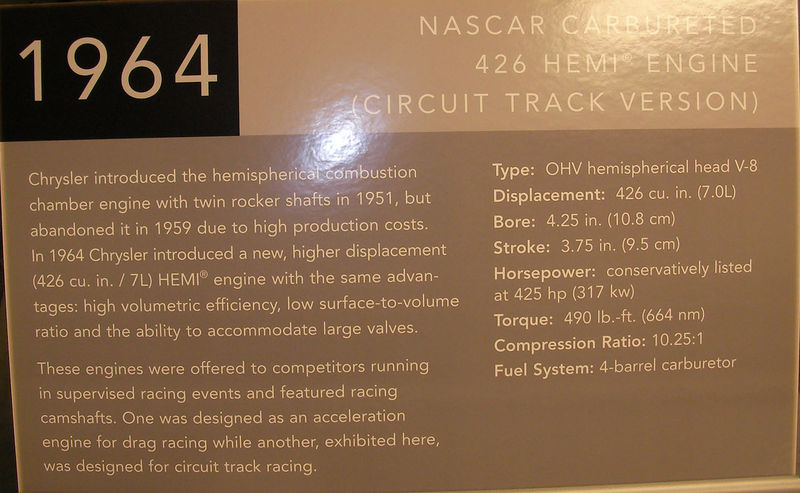 1964
NASCAR CARBURETED
426 HEMI® ENGINE
(CIRCUIT TRACK VERSION)
Chrysler introduced the hemispherical combustion
chamber engine with twin rocker shafts in 1951, but
abandoned it in 1959 due to high production costs.
In 1964 Chrysler introduced a new, higher displacement
(426 cu. in. / 7L) HEMI® engine with the same advan-
tages: high volumetric efficiency, low surface-to-volume
ratio and the ability to accommodate large valves.
These engines were offered to competitors running
in supervised racing events and featured racing
camshafts. One was designed as an acceleration
engine for drag racing while another, exhibited here,
was designed for circuit track racing.
Type: OHV hemispherical head V-8
Displacement: 426 cu. in. (7.0L)
Bore: 4.25 in. (10.8 cm)
Stroke: 3.75 in. (9.5 cm)
Horsepower: conservatively listed
at 425 hp (317 kw)
Torque: 490 lb.-ft. (664 nm)
Compression Ratio: 10.25:1
Fuel System: 4-barrel carburetor